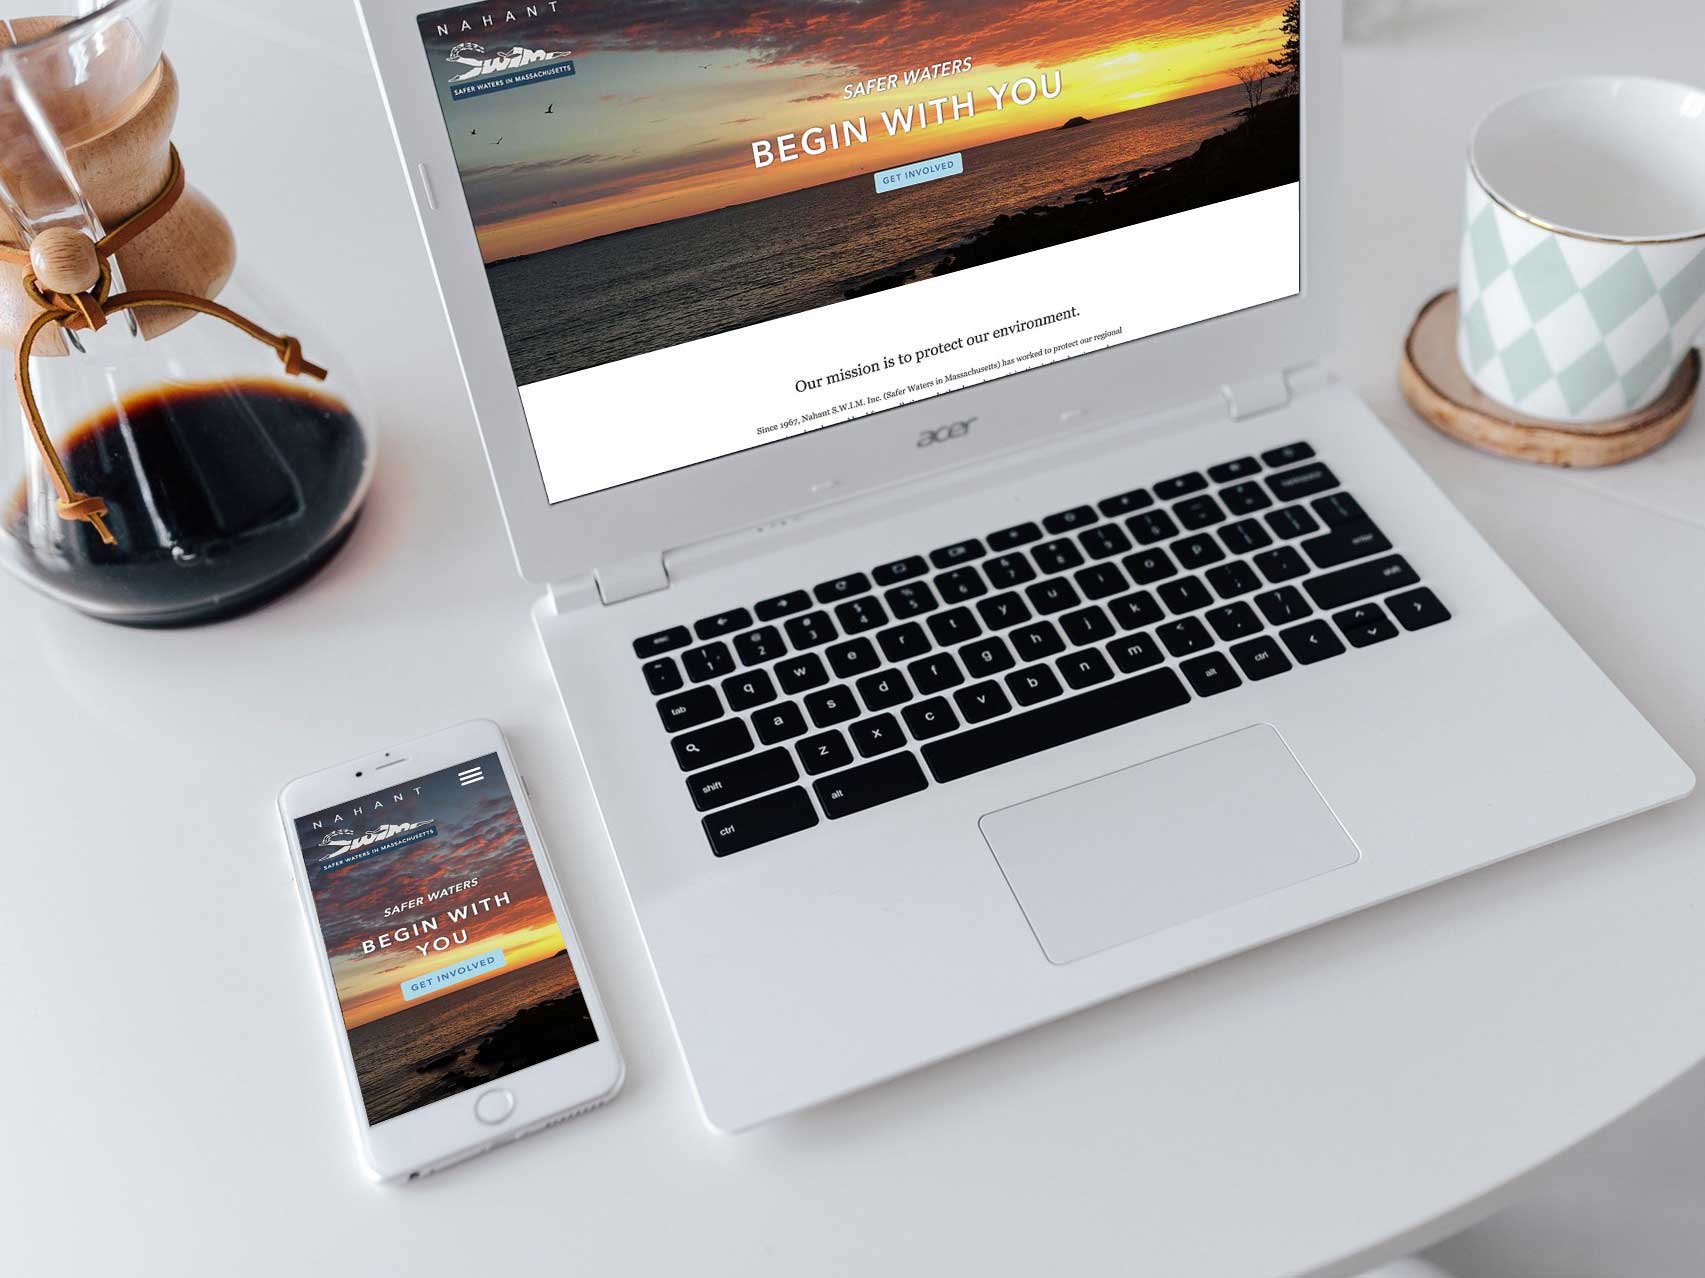 NAHANT
Swim
SAFER WATERS IN MASSACHUSETTS
SAFER WATERS
BEGIN WITH YOU
GET INVOLVED
Our mission is to protect our environment.
Since 1967, Nahant S.W.I.M. Inc. (Safer Waters in Massachusetts) has worked to protect our regional
acer
esc
! @ # $ % ^ & * (
1 2 3 4 5 6 7 8 9
tab q w e r t y u i o p
a s d f g h j k l enter
shift z x c v b n m < > ? shift
, . /
ctrl alt alt ctrl
NAHANT
Swim
SAFER WATERS IN MASSACHUSETTS
SAFER WATERS
BEGIN WITH
YOU
GET INVOLVED